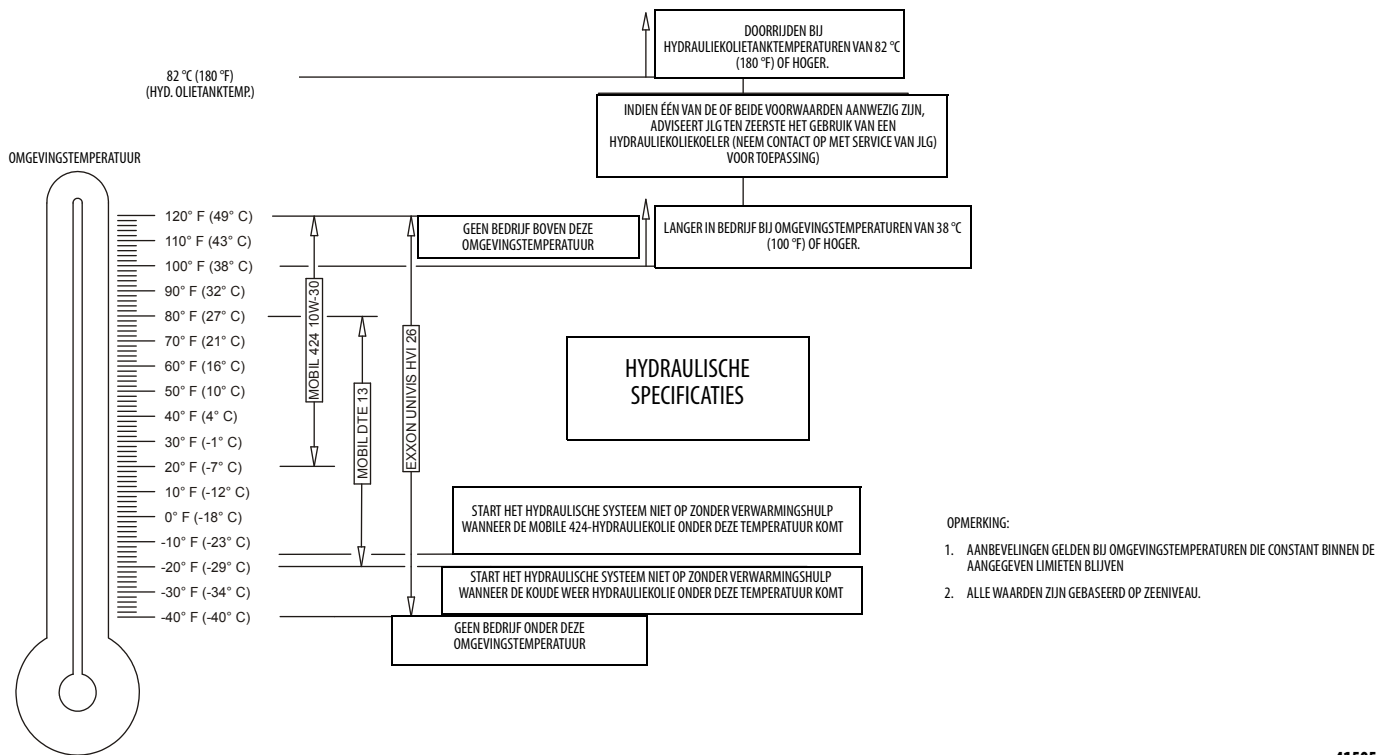 DOORRIJDEN BIJ
HYDRAULIEKOLIETANKTEMPERATUREN VAN 82 °C
(180 °F) OF HOGER.
82 °C (180 °F)
(HYD. OLIETANKTEMP.)
INDIEN ÉÉN VAN DE OF BEIDE VOORWAARDEN AANWEZIG ZIJN,
ADVISEERT JLG TEN ZEERSTE HET GEBRUIK VAN EEN
HYDRAULIEKOLIEKOELER (NEEM CONTACT OP MET SERVICE VAN JLG)
VOOR TOEPASSING)
OMGEVINGSTEMPERATUUR
120° F (49° C)
110° F (43° C)
100° F (38° C)
90° F (32° C)
80° F (27° C)
70° F (21° C)
60° F (16° C)
50° F (10° C)
40° F (4° C)
30° F (-1° C)
20° F (-7° C)
10° F (-12° C)
0° F (-18° C)
-10° F (-23° C)
-20° F (-29° C)
-30° F (-34° C)
-40° F (-40° C)
MOBIL 424 10W-30
MOBIL DTE 13
EXXON UNIVIS HVI 26
GEEN BEDRIJF BOVEN DEZE
OMGEVINGSTEMPERATUUR
LANGER IN BEDRIJF BIJ OMGEVINGSTEMPERATUREN VAN 38 °C
(100 °F) OF HOGER.
HYDRAULISCHE
SPECIFICATIES
START HET HYDRAULISCHE SYSTEEM NIET OP ZONDER VERWARMINGSHULP
WANNEER DE MOBILE 424-HYDRAULIEKOLIE ONDER DEZE TEMPERATUUR KOMT
START HET HYDRAULISCHE SYSTEEM NIET OP ZONDER VERWARMINGSHULP
WANNEER DE KOUDE WEER HYDRAULIEKOLIE ONDER DEZE TEMPERATUUR KOMT
GEEN BEDRIJF ONDER DEZE
OMGEVINGSTEMPERATUUR
OPMERKING:
1. AANBEVELINGEN GELDEN BIJ OMGEVINGSTEMPERATUREN DIE CONSTANT BINNEN DE
AANGEGEVEN LIMIETEN BLIJVEN
2. ALLE WAARDEN ZIJN GEBASEERD OP ZEENIVEAU.